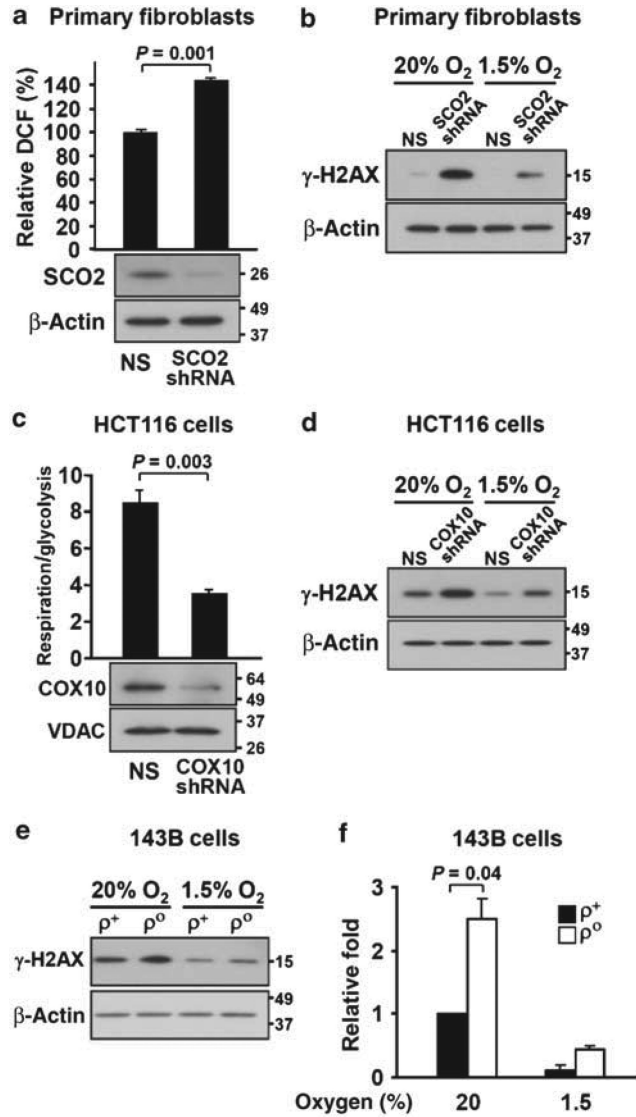 a Primary fibroblasts
P = 0.001
Relative DCF (%)
140
120
100
80
60
40
20
0
SCO2
26
β-Actin
49
37
NS
SCO2 shRNA
b Primary fibroblasts
20% O₂ 1.5% O₂
NS SCO2 shRNA NS SCO2 shRNA
γ-H2AX
15
β-Actin
49
37
c HCT116 cells
P = 0.003
Respiration/glycolysis
10
8
6
4
2
0
COX10
64
49
VDAC
37
26
NS
COX10 shRNA
d HCT116 cells
20% O₂ 1.5% O₂
NS COX10 shRNA NS COX10 shRNA
γ-H2AX
15
β-Actin
49
37
e 143B cells
20% O₂ 1.5% O₂
ρ⁺ ρ⁰ ρ⁺ ρ⁰
γ-H2AX
15
β-Actin
49
37
f 143B cells
P = 0.04
Relative fold
3
2
1
0
ρ⁺
ρ⁰
Oxygen (%) 20 1.5